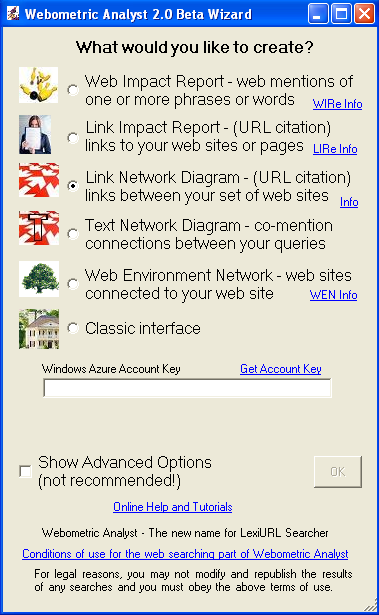 Webometric Analyst 2.0 Beta Wizard
What would you like to create?
Web Impact Report - web mentions of
one or more phrases or words
WIRe Info
Link Impact Report - (URL citation)
links to your web sites or pages
LIRe Info
Link Network Diagram - (URL citation)
links between your set of web sites
Info
Text Network Diagram - co-mention
connections between your queries
Web Environment Network - web sites
connected to your web site
WEN Info
Classic interface
Windows Azure Account Key
Get Account Key
Show Advanced Options
(not recommended!)
OK
Online Help and Tutorials
Webometric Analyst - The new name for LexiURL Searcher
Conditions of use for the web searching part of Webometric Analyst
For legal reasons, you may not modify and republish the results
of any searches and you must obey the above terms of use.